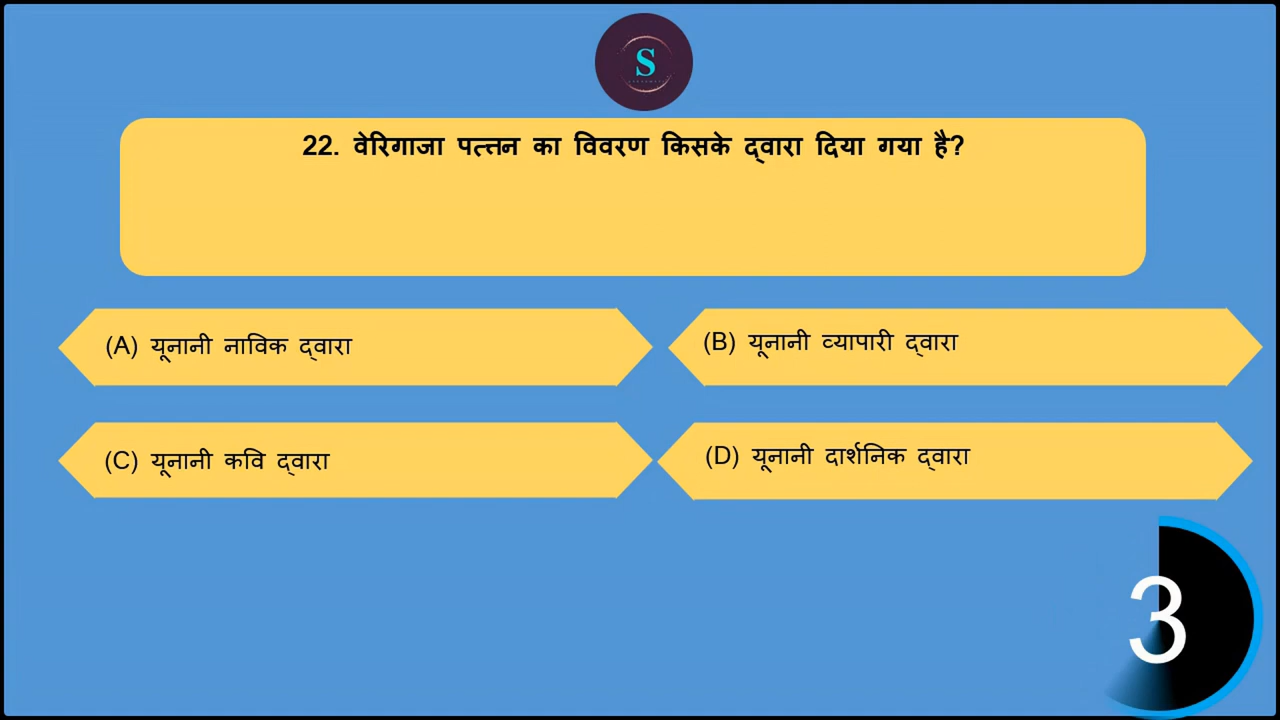 S
22. वेरिगाजा पत्त्तन का विवरण किसके द्वारा दिया गया है?
(A) यूनानी नाविक द्वारा
(B) यूनानी व्यापारी द्वारा
(C) यूनानी कवि द्वारा
(D) यूनानी दार्शनिक द्वारा
3